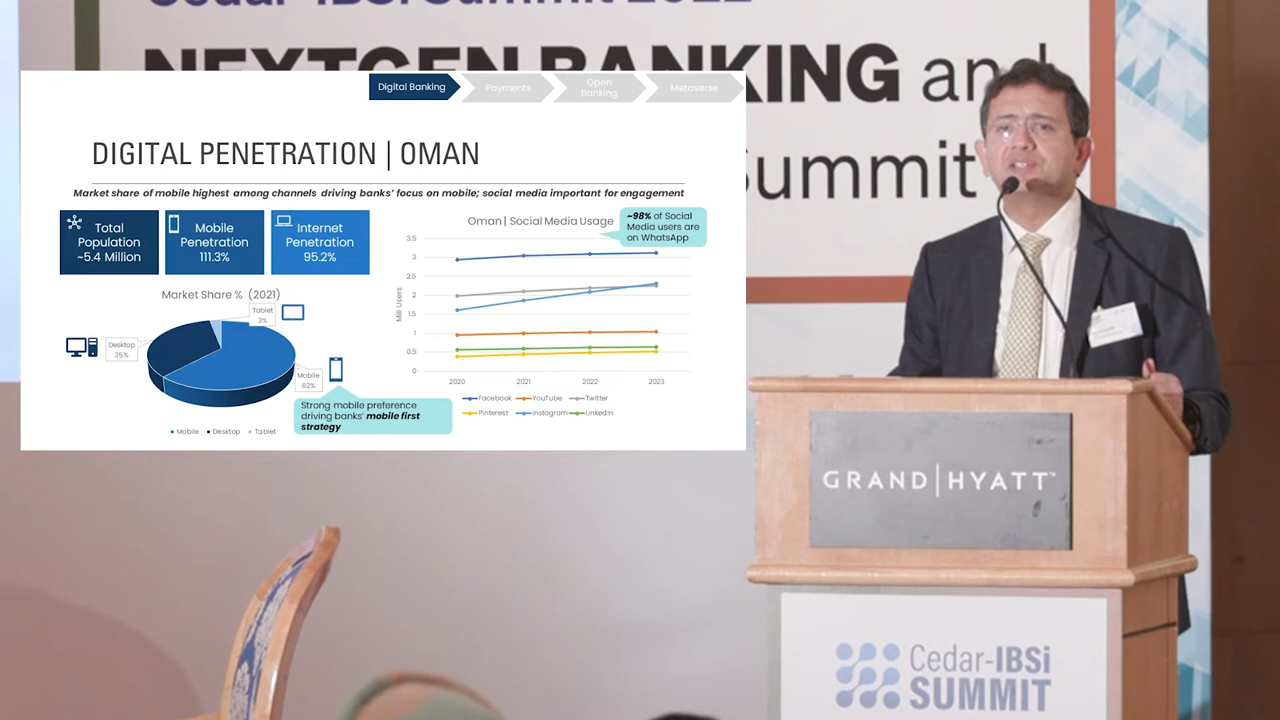 Cedar-IBSi Summit 2022
NEXTGEN BANKING and
Summit
Digital Banking
Payments
Open
Banking
Metaverse
DIGITAL PENETRATION | OMAN
Market share of mobile highest among channels driving banks' focus on mobile; social media important for engagement
Total
Population
~5.4 Million
Mobile
Penetration
111.3%
Internet
Penetration
95.2%
Market Share % (2021)
Tablet
3%
Desktop
35%
Mobile
62%
Strong mobile preference
driving banks' mobile first
strategy
Mobile Desktop Tablet
Oman | Social Media Usage
~98% of Social
Media users are
on WhatsApp
Mill Users
3.5
3
2.5
2
1.5
1
0.5
0
2020 2021 2022 2023
Facebook YouTube Twitter
Pinterest Instagram LinkedIn
GRAND|HYATT™
Cedar-IBSi
SUMMIT